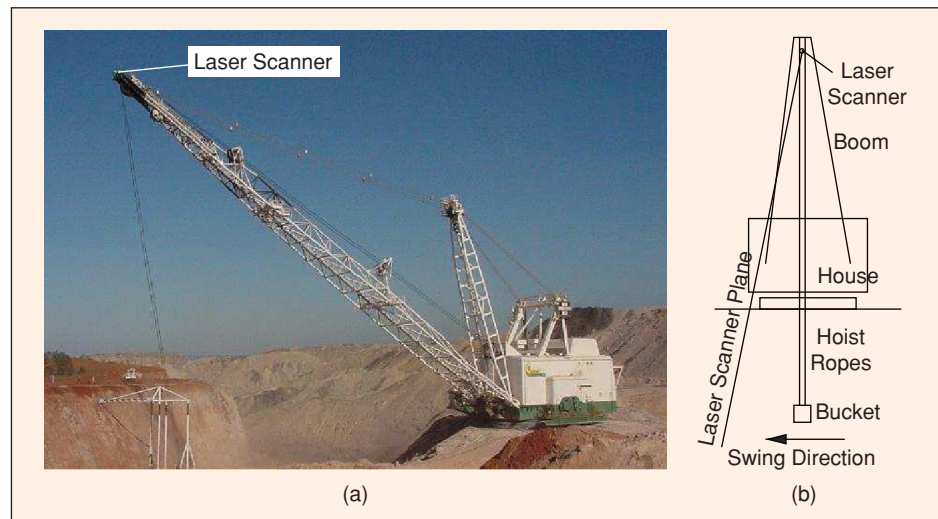 Laser Scanner
(a)
Laser
Scanner
Boom
House
Laser Scanner Plane
Hoist
Ropes
Bucket
Swing Direction
(b)